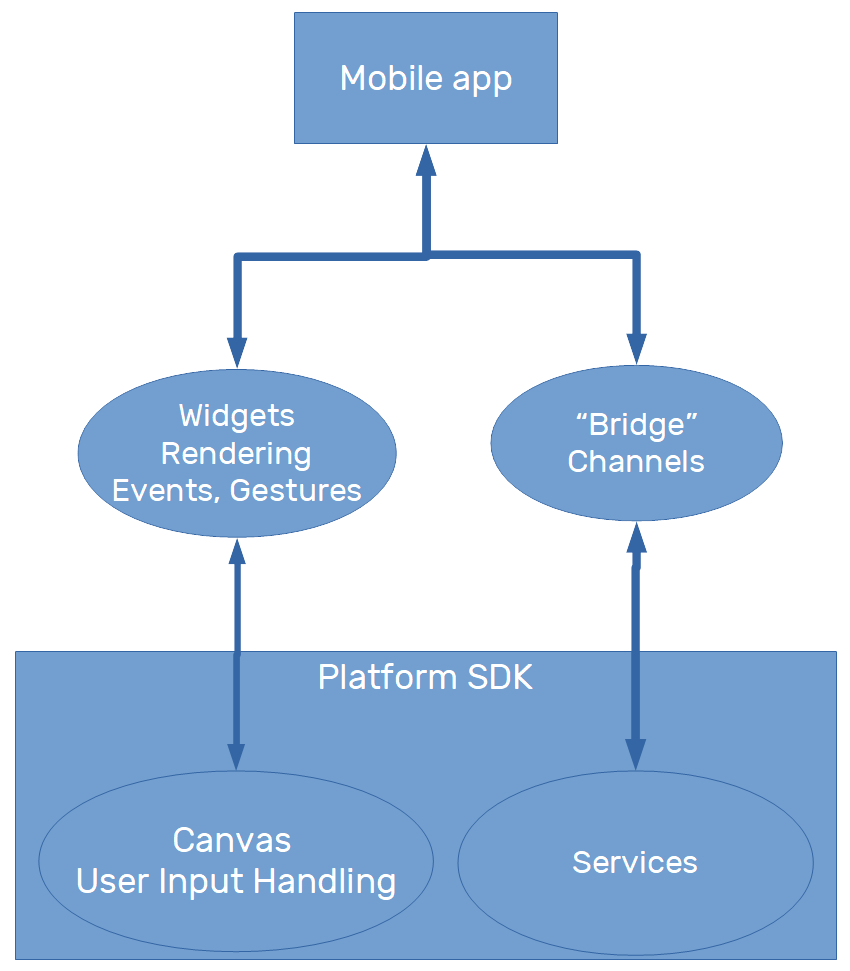 Mobile app
Widgets
Rendering
Events, Gestures
“Bridge”
Channels
Platform SDK
Canvas
User Input Handling
Services